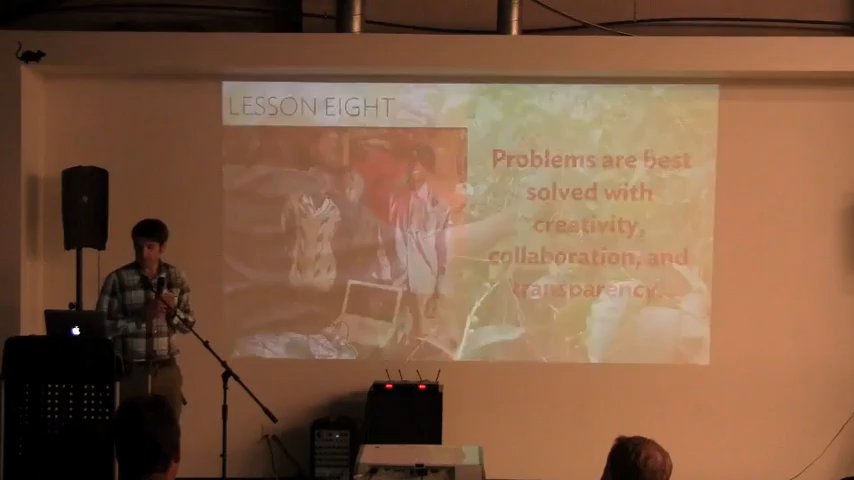 LESSON EIGHT
Problems are best
solved with
creativity,
collaboration, and
transparency.